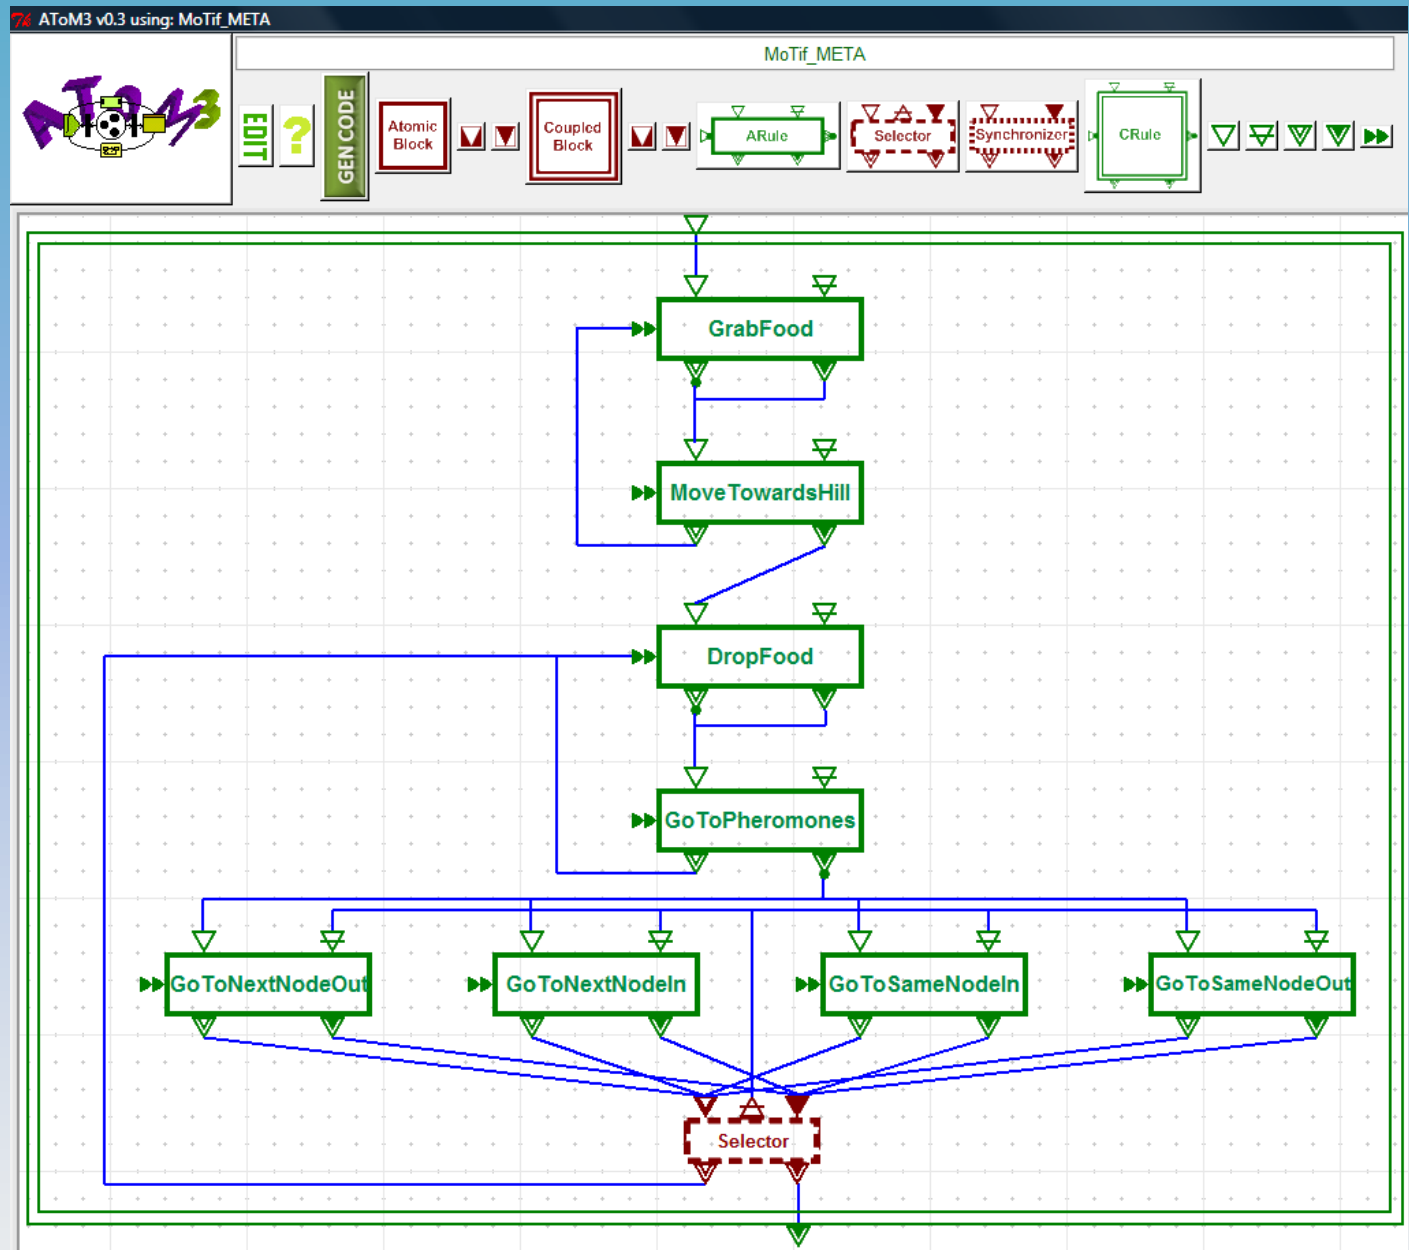 AToM3 v0.3 using: MoTif_META
AToM3
MoTif_META
EDIT
?
GEN CODE
Atomic
Block
Coupled
Block
ARule
Selector
Synchronizer
CRule
GrabFood
MoveTowardsHill
DropFood
GoToPheromones
GoToNextNodeOut
GoToNextNodeIn
GoToSameNodeIn
GoToSameNodeOut
Selector